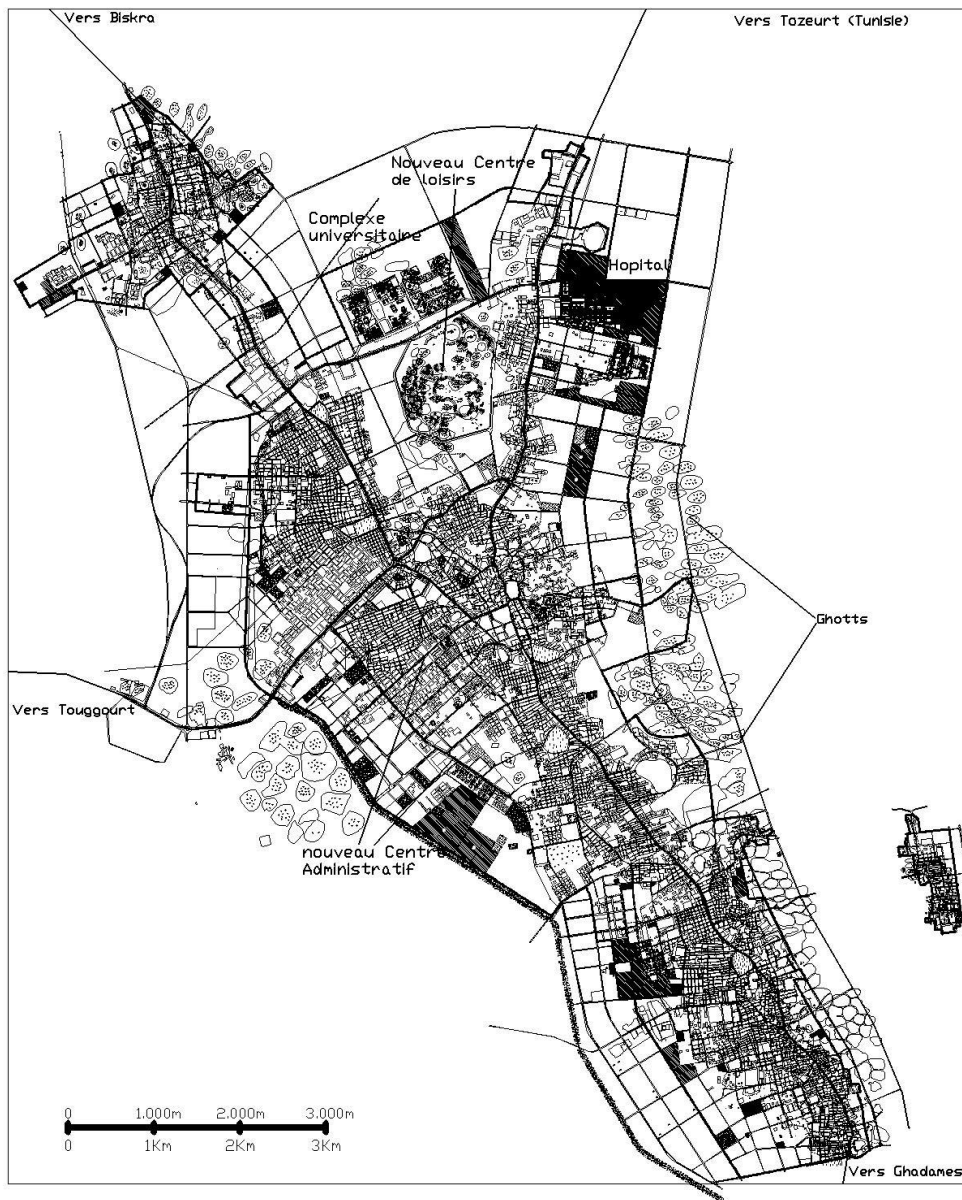 Vers Biskra
Vers Tozeurt (Tunisie)
Nouveau Centre
de loisirs
Complexe
universitaire
Hopital
Ghotts
Vers Touggourt
nouveau Centre
Administratif
0 1.000m 2.000m 3.000m
0 1Km 2Km 3Km
Vers Ghadames